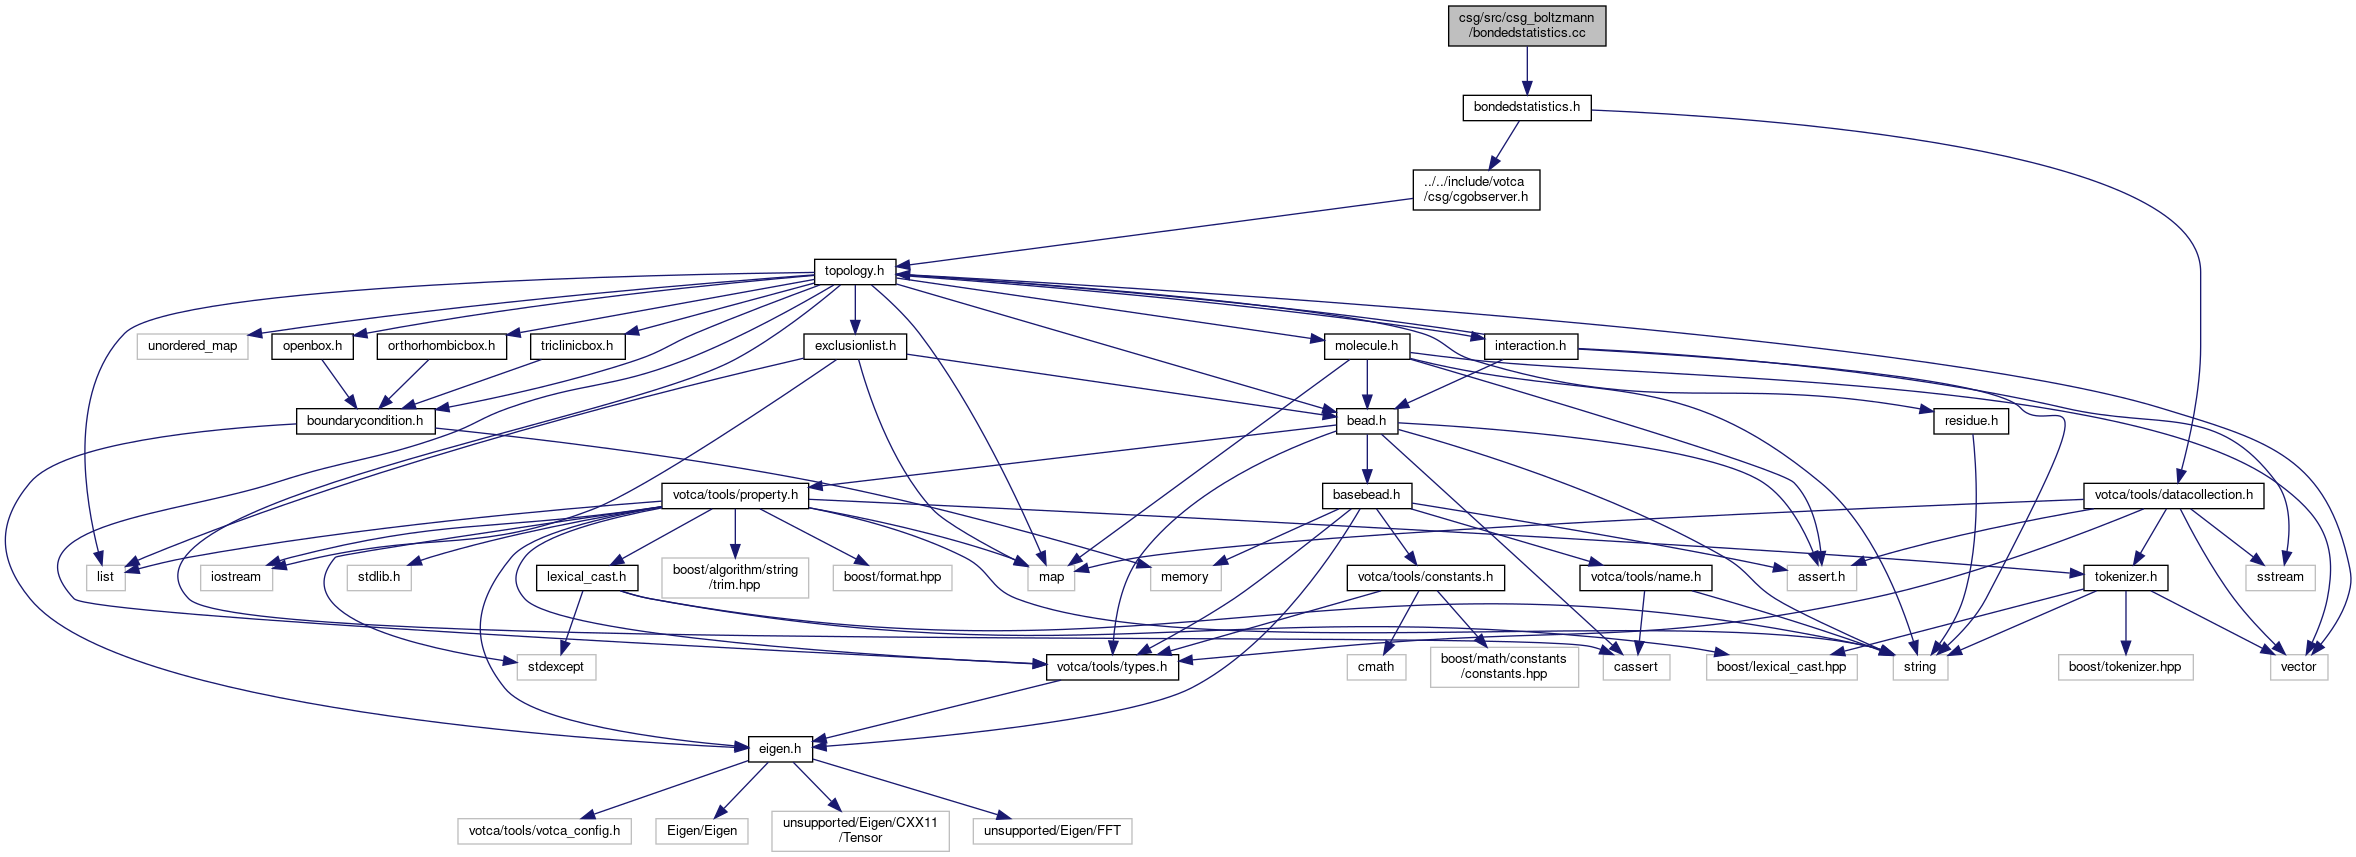 csg/src/csg_boltzmann
/bondedstatistics.cc
bondedstatistics.h
../../include/votca
/csg/cgobserver.h
topology.h
unordered_map
openbox.h
orthorhombicbox.h
triclinicbox.h
exclusionlist.h
molecule.h
interaction.h
boundarycondition.h
bead.h
residue.h
votca/tools/property.h
basebead.h
votca/tools/datacollection.h
list
iostream
stdlib.h
lexical_cast.h
boost/algorithm/string
/trim.hpp
boost/format.hpp
map
memory
votca/tools/constants.h
votca/tools/name.h
assert.h
tokenizer.h
sstream
stdexcept
votca/tools/types.h
cmath
boost/math/constants
/constants.hpp
cassert
boost/lexical_cast.hpp
string
boost/tokenizer.hpp
vector
eigen.h
votca/tools/votca_config.h
Eigen/Eigen
unsupported/Eigen/CXX11
/Tensor
unsupported/Eigen/FFT